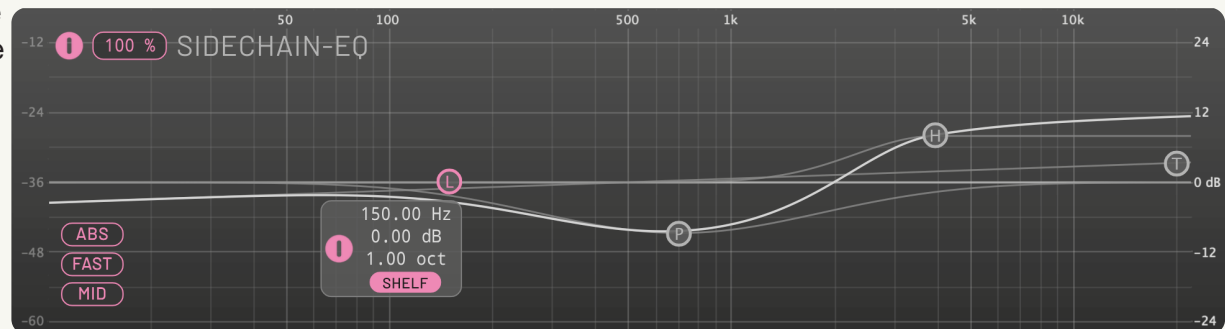 e
50 100 500 1k 5k 10k
-12 100 % SIDECHAIN-EQ 24
-24 12
H
T
-36 L 0 dB
150.00 Hz
ABS 0.00 dB P
-48 1.00 oct -12
FAST SHELF
MID
-60 -24